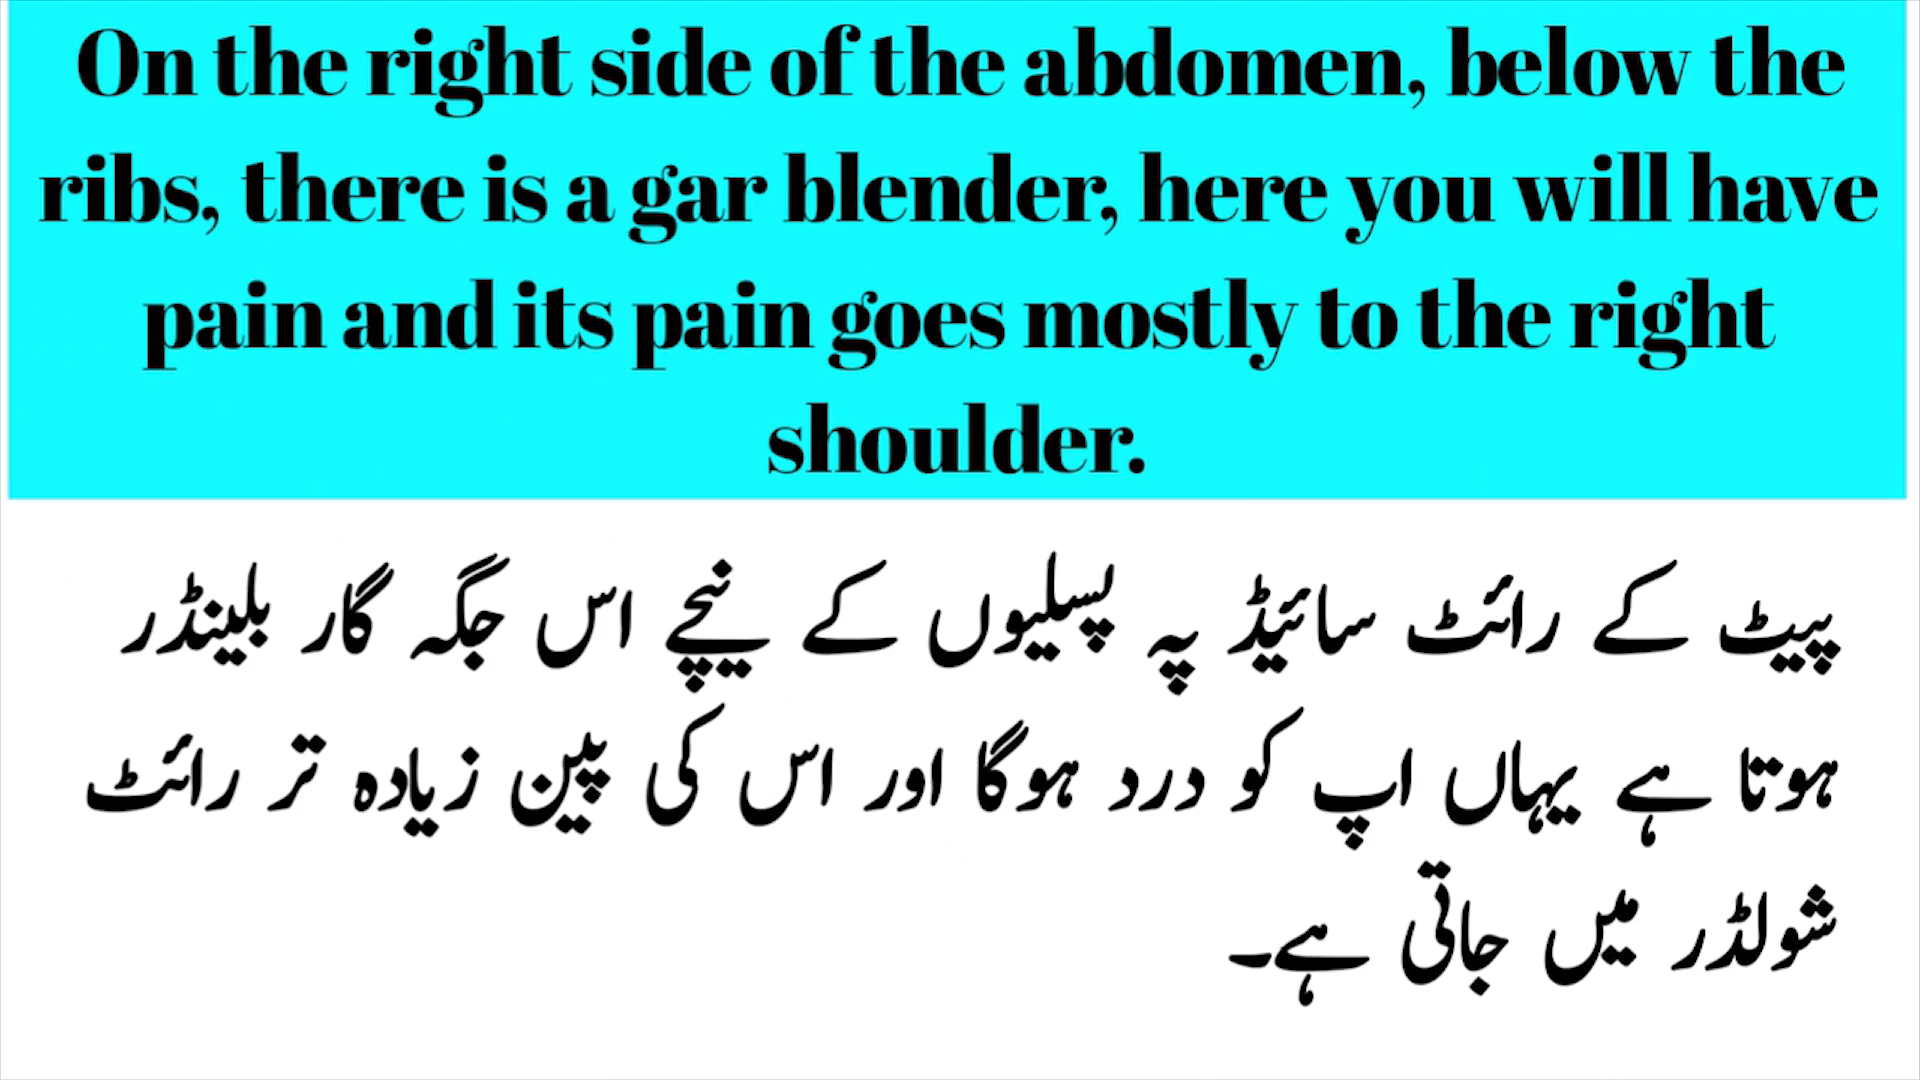 On the right side of the abdomen, below the
ribs, there is a gar blender, here you will have
pain and its pain goes mostly to the right
shoulder.
پیٹ کے رائٹ سائیڈ پہ پسلیوں کے نیچے اس جگہ گار بلینڈر
ہوتا ہے یہاں اپ کو درد ہوگا اور اس کی پین زیادہ تر رائٹ
شولڈر میں جاتی ہے۔